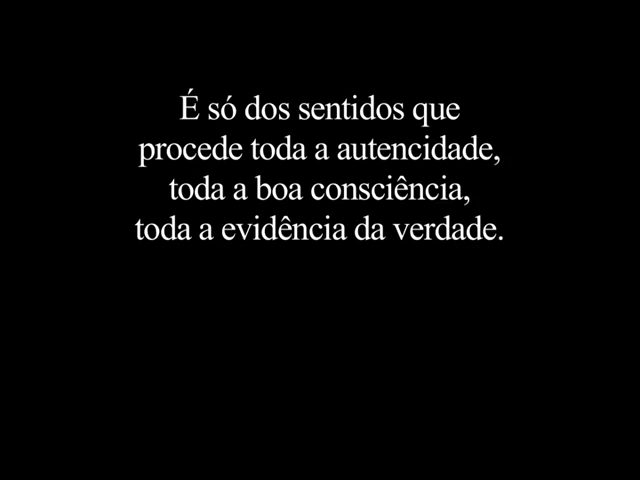 É só dos sentidos que
procede toda a autencidade,
toda a boa consciência,
toda a evidência da verdade.